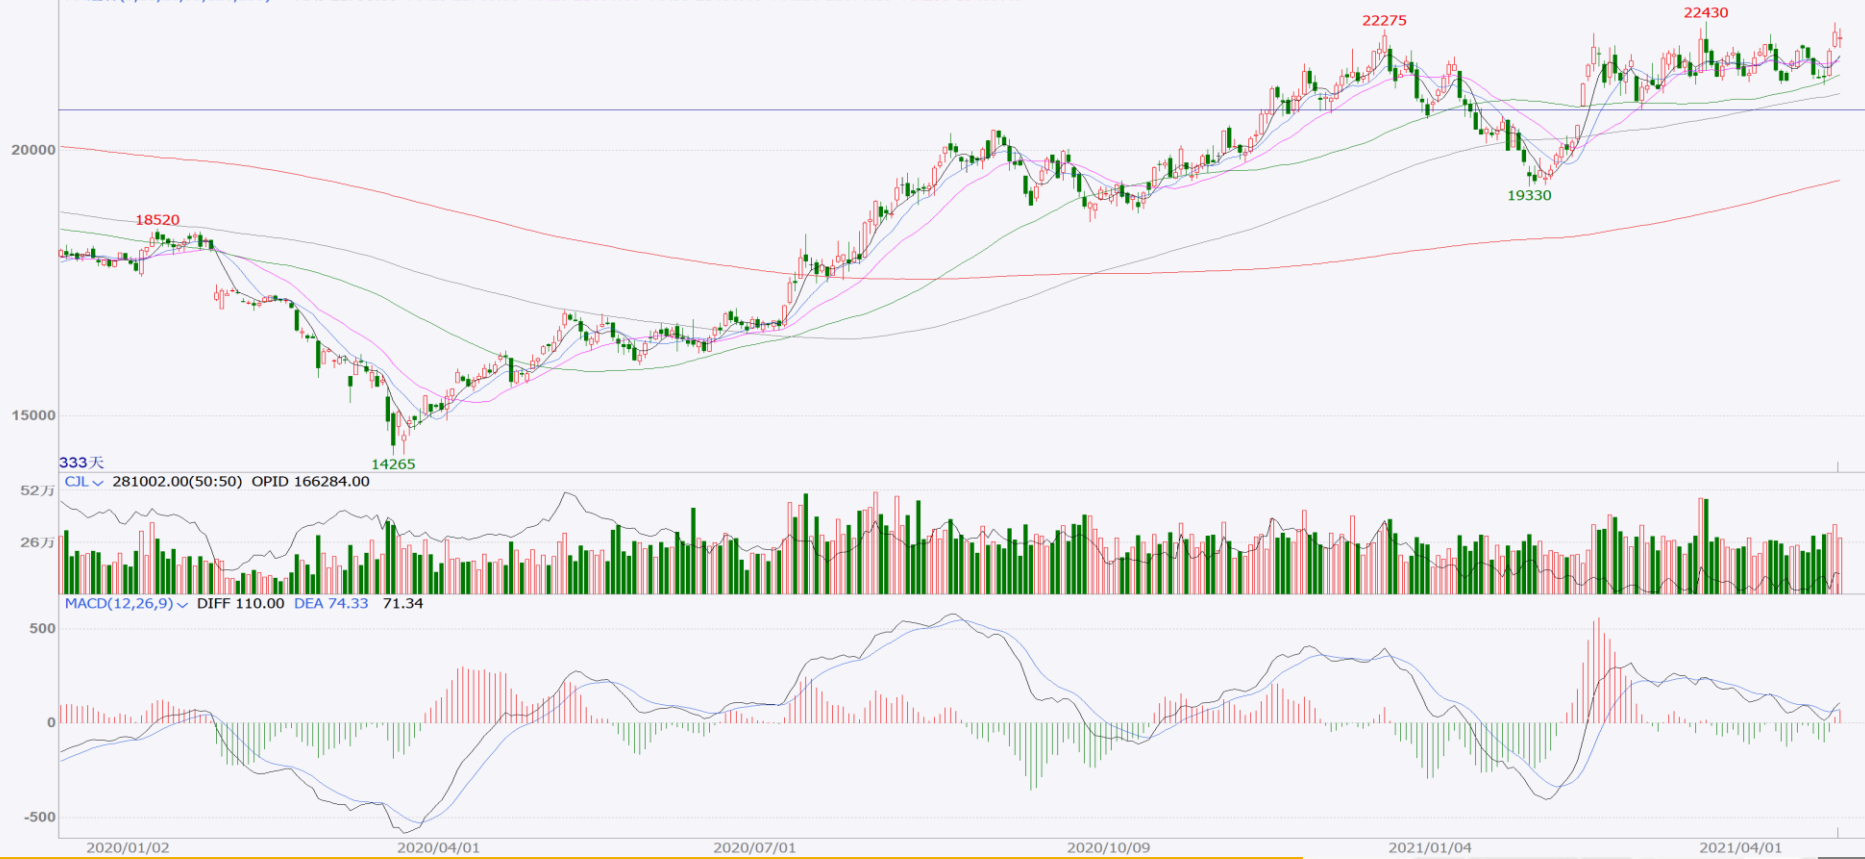 22275
22430
20000
18520
19330
15000
14265
333天
CJL 281002.00(50:50) OPID 166284.00
52万
26万
MACD(12,26,9) DIFF 110.00 DEA 74.33 71.34
500
0
-500
2020/01/02 2020/04/01 2020/07/01 2020/10/09 2021/01/04 2021/04/01